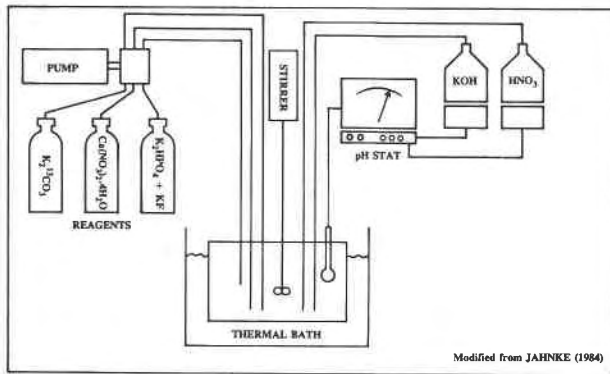 PUMP
STIRRER
KOH
HNO₃
pH STAT
K₂¹³CO₃
Ca(NO₃)₂·4H₂O
K₂HPO₄ + KF
REAGENTS
THERMAL BATH
Modified from JAHNKE (1984)